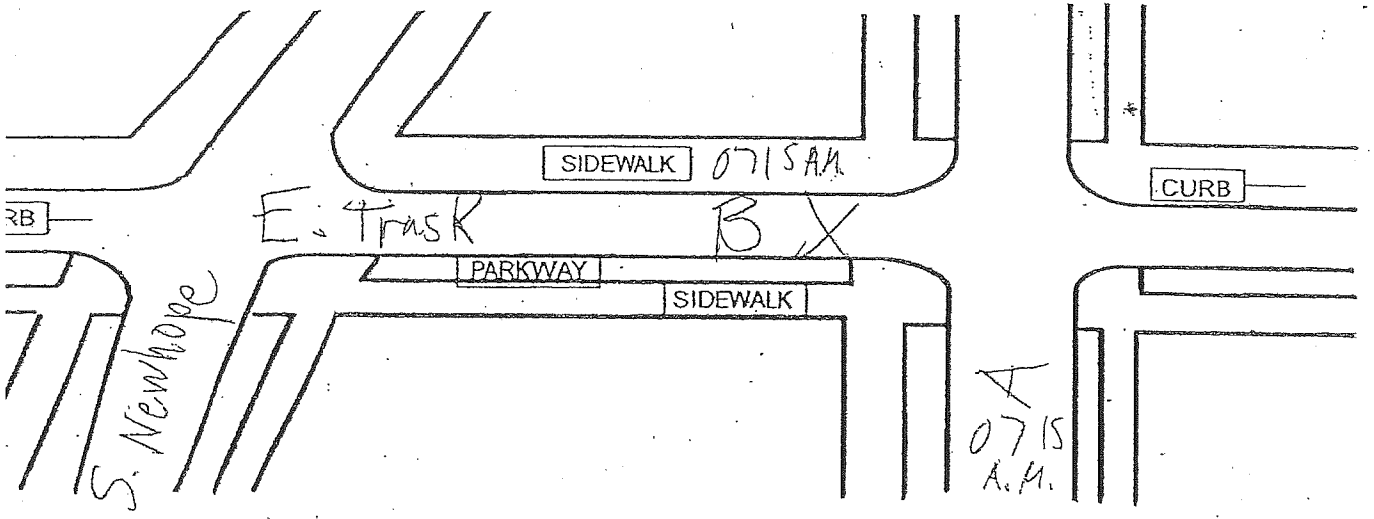 SIDEWALK 0715 A.M.
CURB
RB
E. Trask B X
PARKWAY
SIDEWALK
S. Newhope
A
0715
A.M.